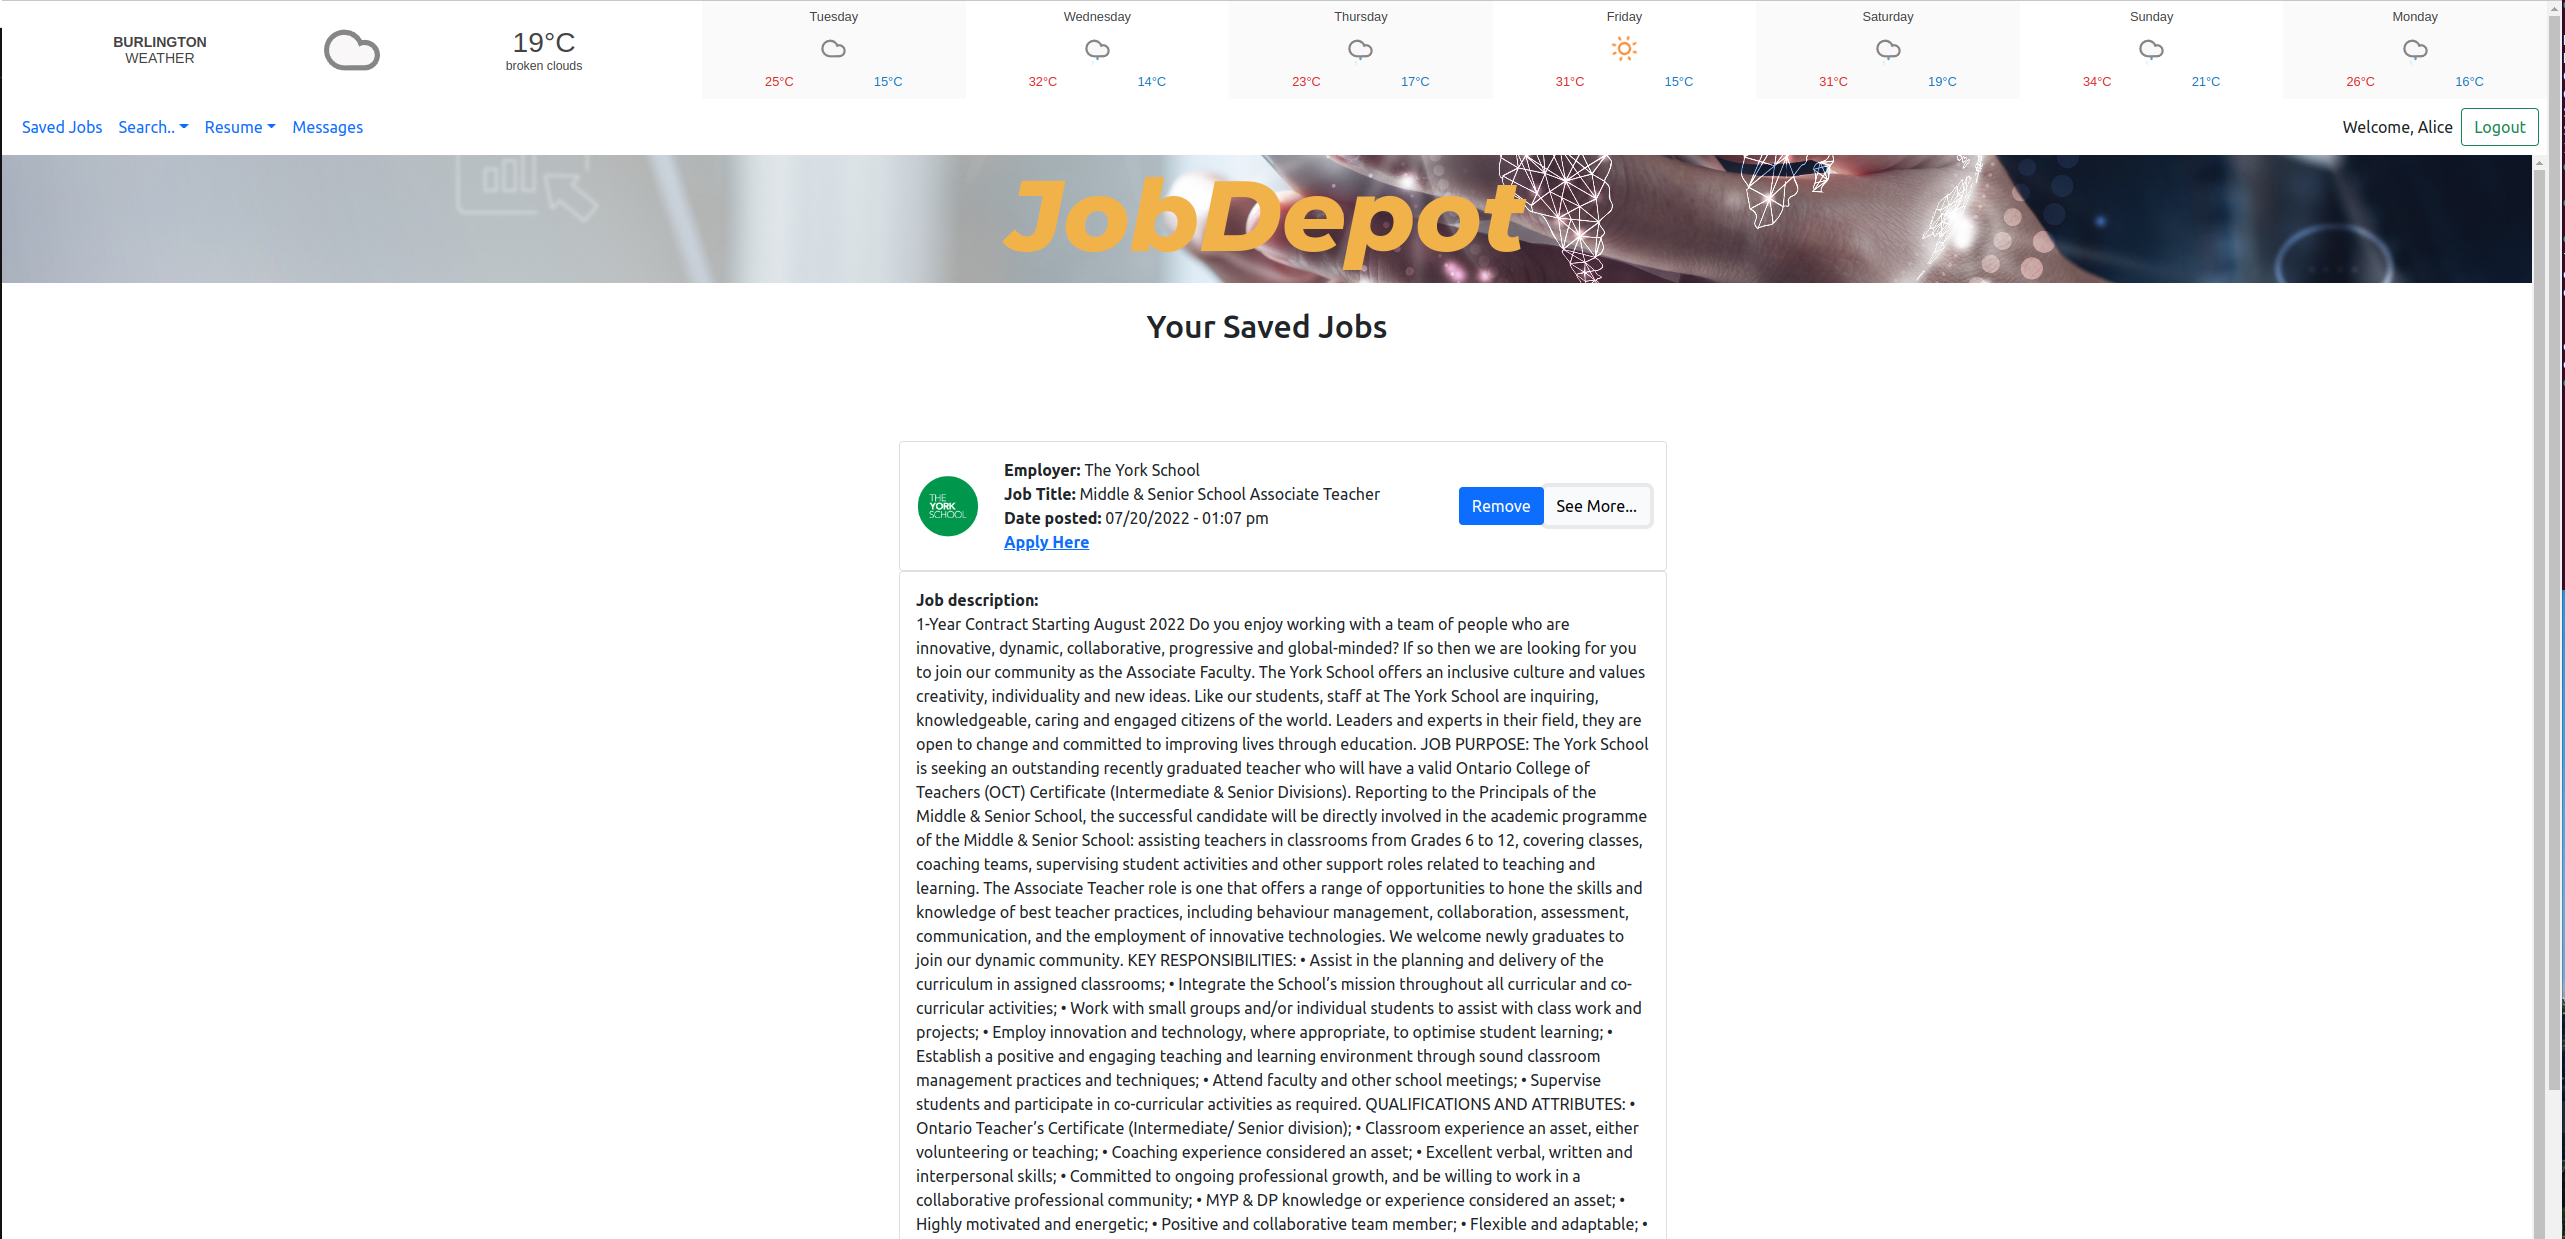 BURLINGTON
WEATHER
19°C
broken clouds
Tuesday
25°C 15°C
Wednesday
32°C 14°C
Thursday
23°C 17°C
Friday
31°C 15°C
Saturday
31°C 19°C
Sunday
34°C 21°C
Monday
26°C 16°C
Saved Jobs Search.. Resume Messages Welcome, Alice Logout
JobDepot
Your Saved Jobs
THE
YORK
SCHOOL
Employer: The York School
Job Title: Middle & Senior School Associate Teacher
Date posted: 07/20/2022 - 01:07 pm
Apply Here
Remove See More...
Job description:
1-Year Contract Starting August 2022 Do you enjoy working with a team of people who are
innovative, dynamic, collaborative, progressive and global-minded? If so then we are looking for you
to join our community as the Associate Faculty. The York School offers an inclusive culture and values
creativity, individuality and new ideas. Like our students, staff at The York School are inquiring,
knowledgeable, caring and engaged citizens of the world. Leaders and experts in their field, they are
open to change and committed to improving lives through education. JOB PURPOSE: The York School
is seeking an outstanding recently graduated teacher who will have a valid Ontario College of
Teachers (OCT) Certificate (Intermediate & Senior Divisions). Reporting to the Principals of the
Middle & Senior School, the successful candidate will be directly involved in the academic programme
of the Middle & Senior School: assisting teachers in classrooms from Grades 6 to 12, covering classes,
coaching teams, supervising student activities and other support roles related to teaching and
learning. The Associate Teacher role is one that offers a range of opportunities to hone the skills and
knowledge of best teacher practices, including behaviour management, collaboration, assessment,
communication, and the employment of innovative technologies. We welcome newly graduates to
join our dynamic community. KEY RESPONSIBILITIES: • Assist in the planning and delivery of the
curriculum in assigned classrooms; • Integrate the School’s mission throughout all curricular and co-
curricular activities; • Work with small groups and/or individual students to assist with class work and
projects; • Employ innovation and technology, where appropriate, to optimise student learning; •
Establish a positive and engaging teaching and learning environment through sound classroom
management practices and techniques; • Attend faculty and other school meetings; • Supervise
students and participate in co-curricular activities as required. QUALIFICATIONS AND ATTRIBUTES: •
Ontario Teacher’s Certificate (Intermediate/ Senior division); • Classroom experience an asset, either
volunteering or teaching; • Coaching experience considered an asset; • Excellent verbal, written and
interpersonal skills; • Committed to ongoing professional growth, and be willing to work in a
collaborative professional community; • MYP & DP knowledge or experience considered an asset; •
Highly motivated and energetic; • Positive and collaborative team member; • Flexible and adaptable; •